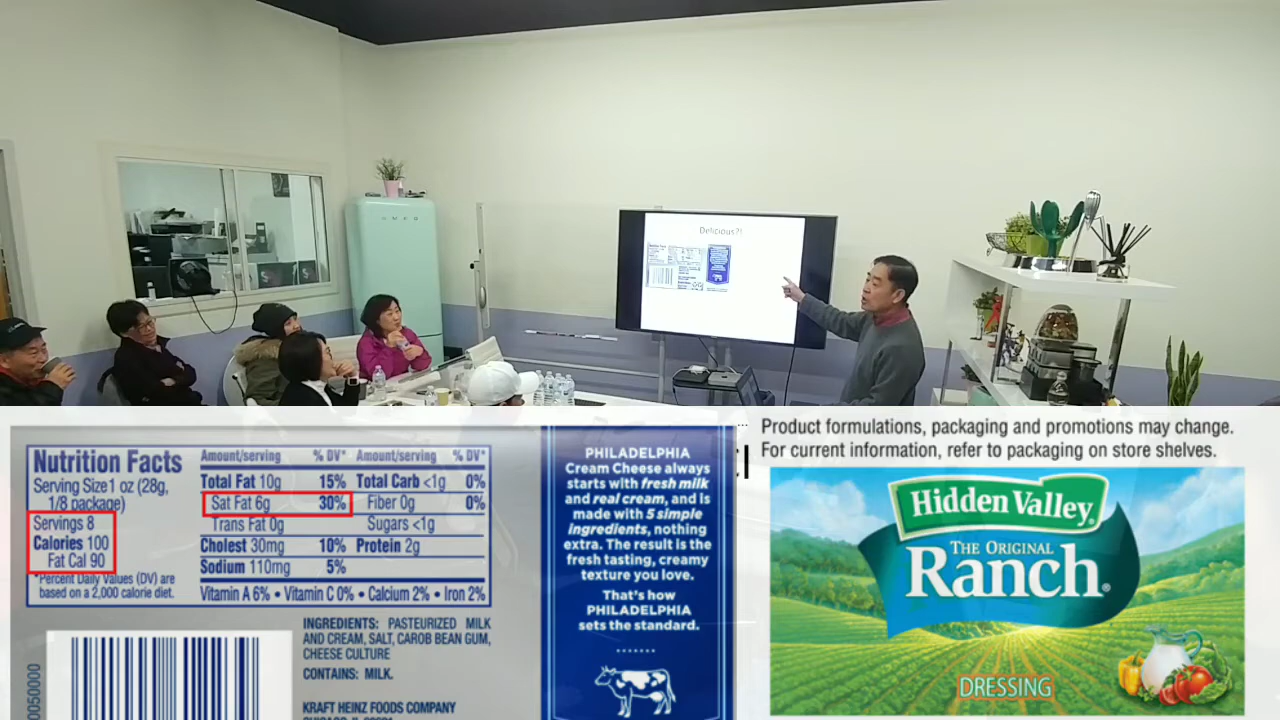 Delicious?!
Nutrition Facts
Serving Size 1 oz (28g,
1/8 package)
Servings 8
Calories 100
Fat Cal 90
*Percent Daily Values (DV) are
based on a 2,000 calorie diet.
Amount/serving % DV* Amount/serving % DV*
Total Fat 10g 15% Total Carb <1g 0%
Sat Fat 6g 30% Fiber 0g 0%
Trans Fat 0g Sugars <1g
Cholest 30mg 10% Protein 2g
Sodium 110mg 5%
Vitamin A 6% • Vitamin C 0% • Calcium 2% • Iron 2%
INGREDIENTS: PASTEURIZED MILK
AND CREAM, SALT, CAROB BEAN GUM,
CHEESE CULTURE
CONTAINS: MILK.
KRAFT HEINZ FOODS COMPANY
0050000
PHILADELPHIA
Cream Cheese always
starts with fresh milk
and real cream, and is
made with 5 simple
ingredients, nothing
extra. The result is the
fresh tasting, creamy
texture you love.
That's how
PHILADELPHIA
sets the standard.
Product formulations, packaging and promotions may change.
For current information, refer to packaging on store shelves.
Hidden Valley®
THE ORIGINAL
Ranch®
DRESSING